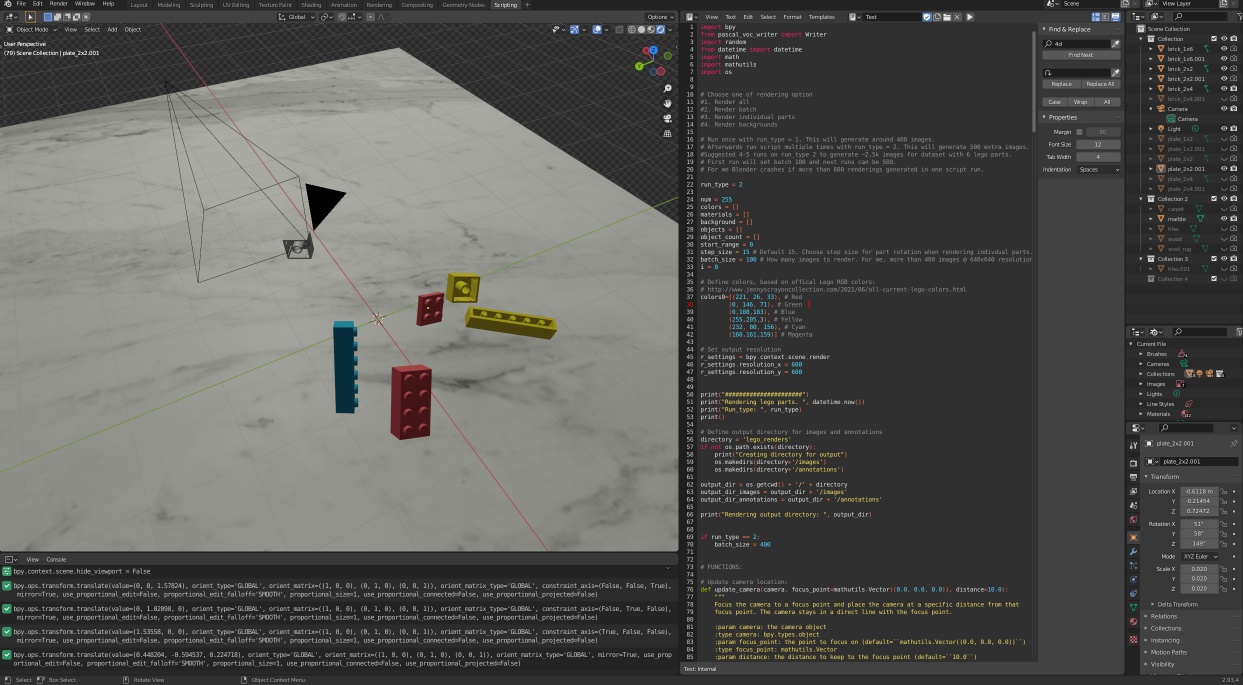 File Edit Render Window Help Layout Modeling Sculpting UV Editing Texture Paint Shading Animation Rendering Compositing Geometry Nodes Scripting Scene View Layer
Global Options
Object Mode View Select Add Object
User Perspective
(79) Scene Collection | plate_2x2.001
View Text Edit Select Format Templates Text
1 import bpy
2 from pascal_voc_writer import Writer
3 import random
4 from datetime import datetime
5 import math
6 import mathutils
7 import os
8
9
10 # Choose one of rendering option
11 #1. Render all
12 #2. Render batch
13 #3. Render individual parts
14 #4. Render backgrounds
15
16 # Run once with run_type = 1. This will generate around 400 images.
17 # Afterwards run script multiple times with run_type = 2. This will generate 500 extra images.
18 #Suggested 4-5 runs on run_type 2 to generate ~2,5k images for dataset with 6 lego parts.
19 # First run will set batch 100 and next runs can be 500.
20 # For me Blender crashes if more than 600 renderings generated in one script run.
21
22 run_type = 2
23
24 num = 255
25 colors = []
26 materials = []
27 background = []
28 objects = []
29 object_count = []
30 start_range = 0
31 step_size = 15 # Default 15. Choose step size for part rotation when rendering individual parts.
32 batch_size = 100 # How many images to render. For me, more than 400 images @ 640x640 resolution
33 i = 0
34
35 # Define colors, based on offical Lego RGB colors:
36 # http://www.jennyscrayoncollection.com/2021/06/all-current-lego-colors.html
37 colors0=[(221, 26, 33), # Red
38 (0, 146, 71), # Green
39 (0,108,183), # Blue
40 (255,205,3), # Yellow
41 (232, 80, 156), # Cyan
42 (160,161,159)] # Magenta
43
44 # Set output resolution
45 r_settings = bpy.context.scene.render
46 r_settings.resolution_x = 600
47 r_settings.resolution_y = 600
48
49
50 print("######################")
51 print("Rendering lego parts. ", datetime.now())
52 print("Run_type: ", run_type)
53 print()
54
55 # Define output directory for images and annotations
56 directory = 'lego_renders'
57 if not os.path.exists(directory):
58 print("Creating directory for output")
59 os.makedirs(directory+'/images')
60 os.makedirs(directory+'/annotations')
61
62 output_dir = os.getcwd() + '/' + directory
63 output_dir_images = output_dir + '/images'
64 output_dir_annotations = output_dir + '/annotations'
65
66 print("Rendering output directory: ", output_dir)
67
68
69 if run_type == 2:
70 batch_size = 400
71
72
73 # FUNCTIONS:
74
75 # Update camera location:
76 def update_camera(camera, focus_point=mathutils.Vector((0.0, 0.0, 0.0)), distance=10.0):
77 """
78 Focus the camera to a focus point and place the camera at a specific distance from that
79 focus point. The camera stays in a direct line with the focus point.
80
81 :param camera: the camera object
82 :type camera: bpy.types.object
83 :param focus_point: the point to focus on (default=``mathutils.Vector((0.0, 0.0, 0.0))``)
84 :type focus_point: mathutils.Vector
85 :param distance: the distance to keep to the focus point (default=``10.0``)
Text: Internal
Find & Replace
4d
Find Next
Replace Replace All
Case Wrap All
Properties
Margin 80
Font Size 12
Tab Width 4
Indentation Spaces
Scene Collection
Collection
brick_1x6
brick_1x6.001
brick_2x2
brick_2x2.001
brick_2x4
brick_2x4.001
Camera
Camera
Light
plate_1x2
plate_1x2.001
plate_2x2
plate_2x2.001
plate_2x4
plate_2x4.001
Collection 2
carpet
marble
tiles
wood
wool_rug
Collection 3
tiles.001
Collection 4
Current File
Brushes
Cameras
Collections
Images
Lights
Line Styles
Materials
plate_2x2.001
plate_2x2.001
Transform
Location X 0.6118 m
Y -0.21454
Z 0.72472
Rotation X 51°
Y 58°
Z 149°
Mode XYZ Euler
Scale X 0.020
Y 0.020
Z 0.020
Delta Transform
Relations
Collections
Instancing
Motion Paths
Visibility
View Console
bpy.context.scene.hide_viewport = False
bpy.ops.transform.translate(value=(0, 0, 1.57824), orient_type='GLOBAL', orient_matrix=((1, 0, 0), (0, 1, 0), (0, 0, 1)), orient_matrix_type='GLOBAL', constraint_axis=(False, False, True),
mirror=True, use_proportional_edit=False, proportional_edit_falloff='SMOOTH', proportional_size=1, use_proportional_connected=False, use_proportional_projected=False)
bpy.ops.transform.translate(value=(0, 1.02098, 0), orient_type='GLOBAL', orient_matrix=((1, 0, 0), (0, 1, 0), (0, 0, 1)), orient_matrix_type='GLOBAL', constraint_axis=(False, True, False),
mirror=True, use_proportional_edit=False, proportional_edit_falloff='SMOOTH', proportional_size=1, use_proportional_connected=False, use_proportional_projected=False)
bpy.ops.transform.translate(value=(1.53558, 0, 0), orient_type='GLOBAL', orient_matrix=((1, 0, 0), (0, 1, 0), (0, 0, 1)), orient_matrix_type='GLOBAL', constraint_axis=(True, False, False),
mirror=True, use_proportional_edit=False, proportional_edit_falloff='SMOOTH', proportional_size=1, use_proportional_connected=False, use_proportional_projected=False)
bpy.ops.transform.translate(value=(0.448204, -0.594537, 0.224718), orient_type='GLOBAL', orient_matrix=((1, 0, 0), (0, 1, 0), (0, 0, 1)), orient_matrix_type='GLOBAL', mirror=True, use_prop
ortional_edit=False, proportional_edit_falloff='SMOOTH', proportional_size=1, use_proportional_connected=False, use_proportional_projected=False)
Select Box Select Rotate View Object Context Menu 2.93.4